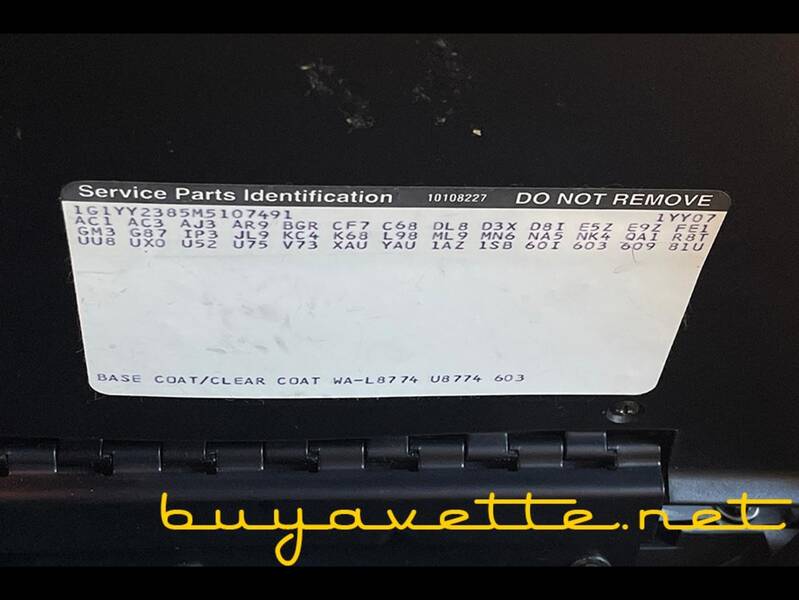 Service Parts Identification 10108227 DO NOT REMOVE
1G1YY2385M5107491 1YY07
AC1 AC3 AJ3 AR9 BGR CF7 C68 DL8 D3X D8I E5Z E9Z FE1
GM3 G87 IP3 JL9 KC4 K68 L98 ML9 MN6 NA5 NK4 QA1 R8T
UU8 UX0 U52 U75 V73 XAU YAU 1AZ 1SB 60I 603 609 81U
BASE COAT/CLEAR COAT WA-L8774 U8774 603
buyavette.net